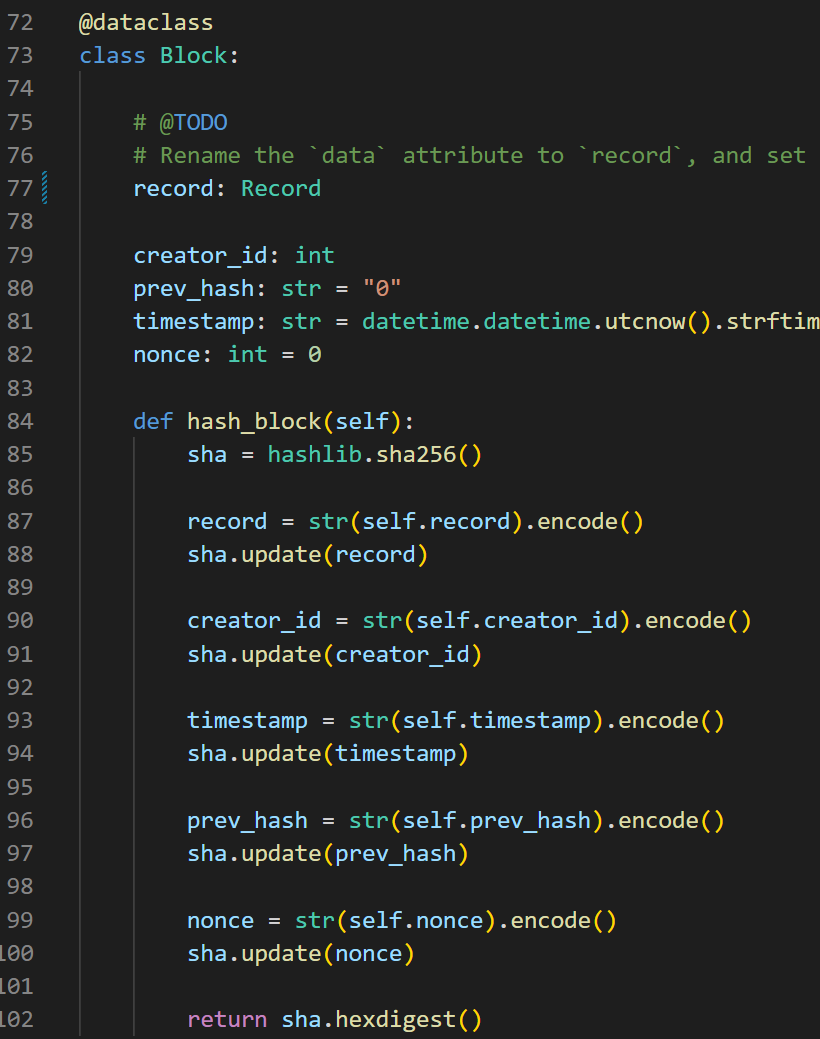 72 @dataclass
73 class Block:
74
75     # @TODO
76     # Rename the `data` attribute to `record`, and set
77     record: Record
78
79     creator_id: int
80     prev_hash: str = "0"
81     timestamp: str = datetime.datetime.utcnow().strftim
82     nonce: int = 0
83
84     def hash_block(self):
85         sha = hashlib.sha256()
86
87         record = str(self.record).encode()
88         sha.update(record)
89
90         creator_id = str(self.creator_id).encode()
91         sha.update(creator_id)
92
93         timestamp = str(self.timestamp).encode()
94         sha.update(timestamp)
95
96         prev_hash = str(self.prev_hash).encode()
97         sha.update(prev_hash)
98
99         nonce = str(self.nonce).encode()
100         sha.update(nonce)
101
102         return sha.hexdigest()